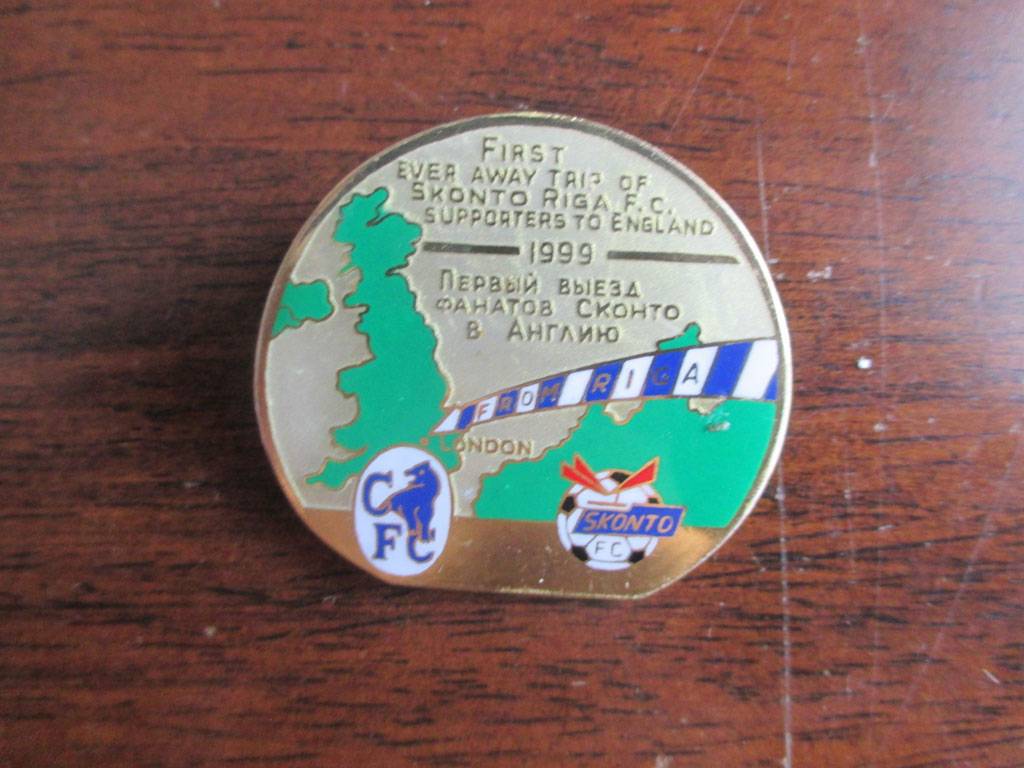 FIRST
EVER AWAY TRIP OF
SKONTO RIGA F.C.
SUPPORTERS TO ENGLAND
1999
ПЕРВЫЙ ВЫЕЗД
ФАНАТОВ СКОНТО
В АНГЛИЮ
FROM RIGA
LONDON
CFC
SKONTO
FC